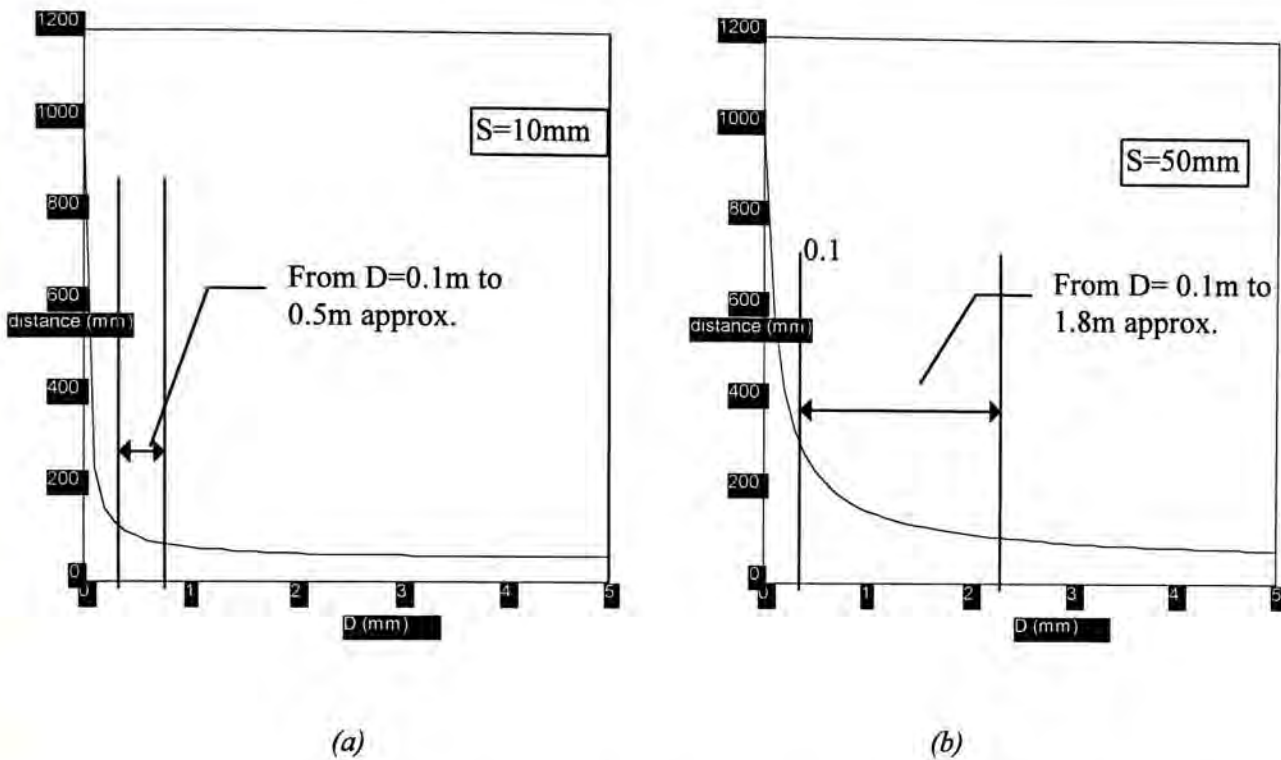 1200
1000
800
600
distance (mm)
400
200
0
0 1 2 3 4 5
D (mm)
S=10mm
From D=0.1m to
0.5m approx.
(a)
1200
1000
800
600
distance (mm)
400
200
0
0 1 2 3 4 5
D (mm)
S=50mm
0.1
From D= 0.1m to
1.8m approx.
(b)